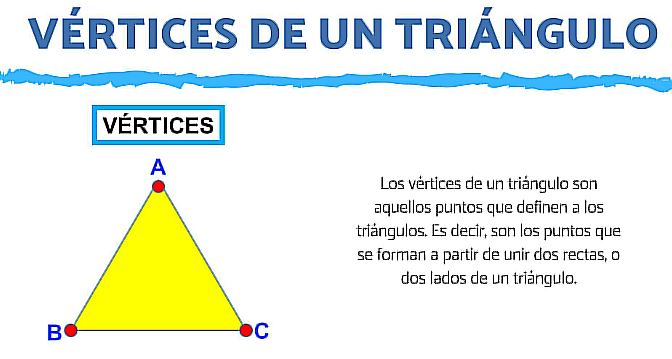 VÉRTICES DE UN TRIÁNGULO
VÉRTICES
A
B
C
Los vértices de un triángulo son
aquellos puntos que definen a los
triángulos. Es decir, son los puntos que
se forman a partir de unir dos rectas, o
dos lados de un triángulo.